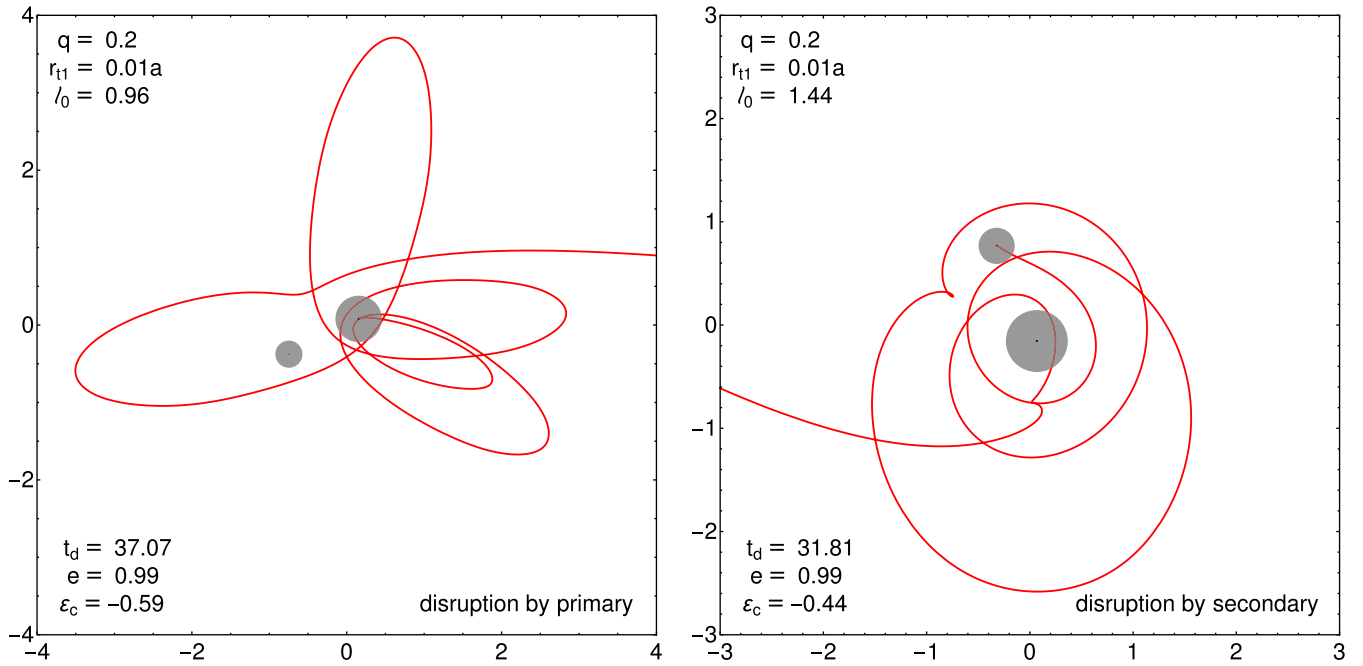 q = 0.2
r_t1 = 0.01a
ℓ_0 = 0.96
t_d = 37.07
e = 0.99
ε_c = −0.59
disruption by primary
4
2
0
−2
−4
−4 −2 0 2 4
q = 0.2
r_t1 = 0.01a
ℓ_0 = 1.44
t_d = 31.81
e = 0.99
ε_c = −0.44
disruption by secondary
3
2
1
0
−1
−2
−3
−3 −2 −1 0 1 2 3